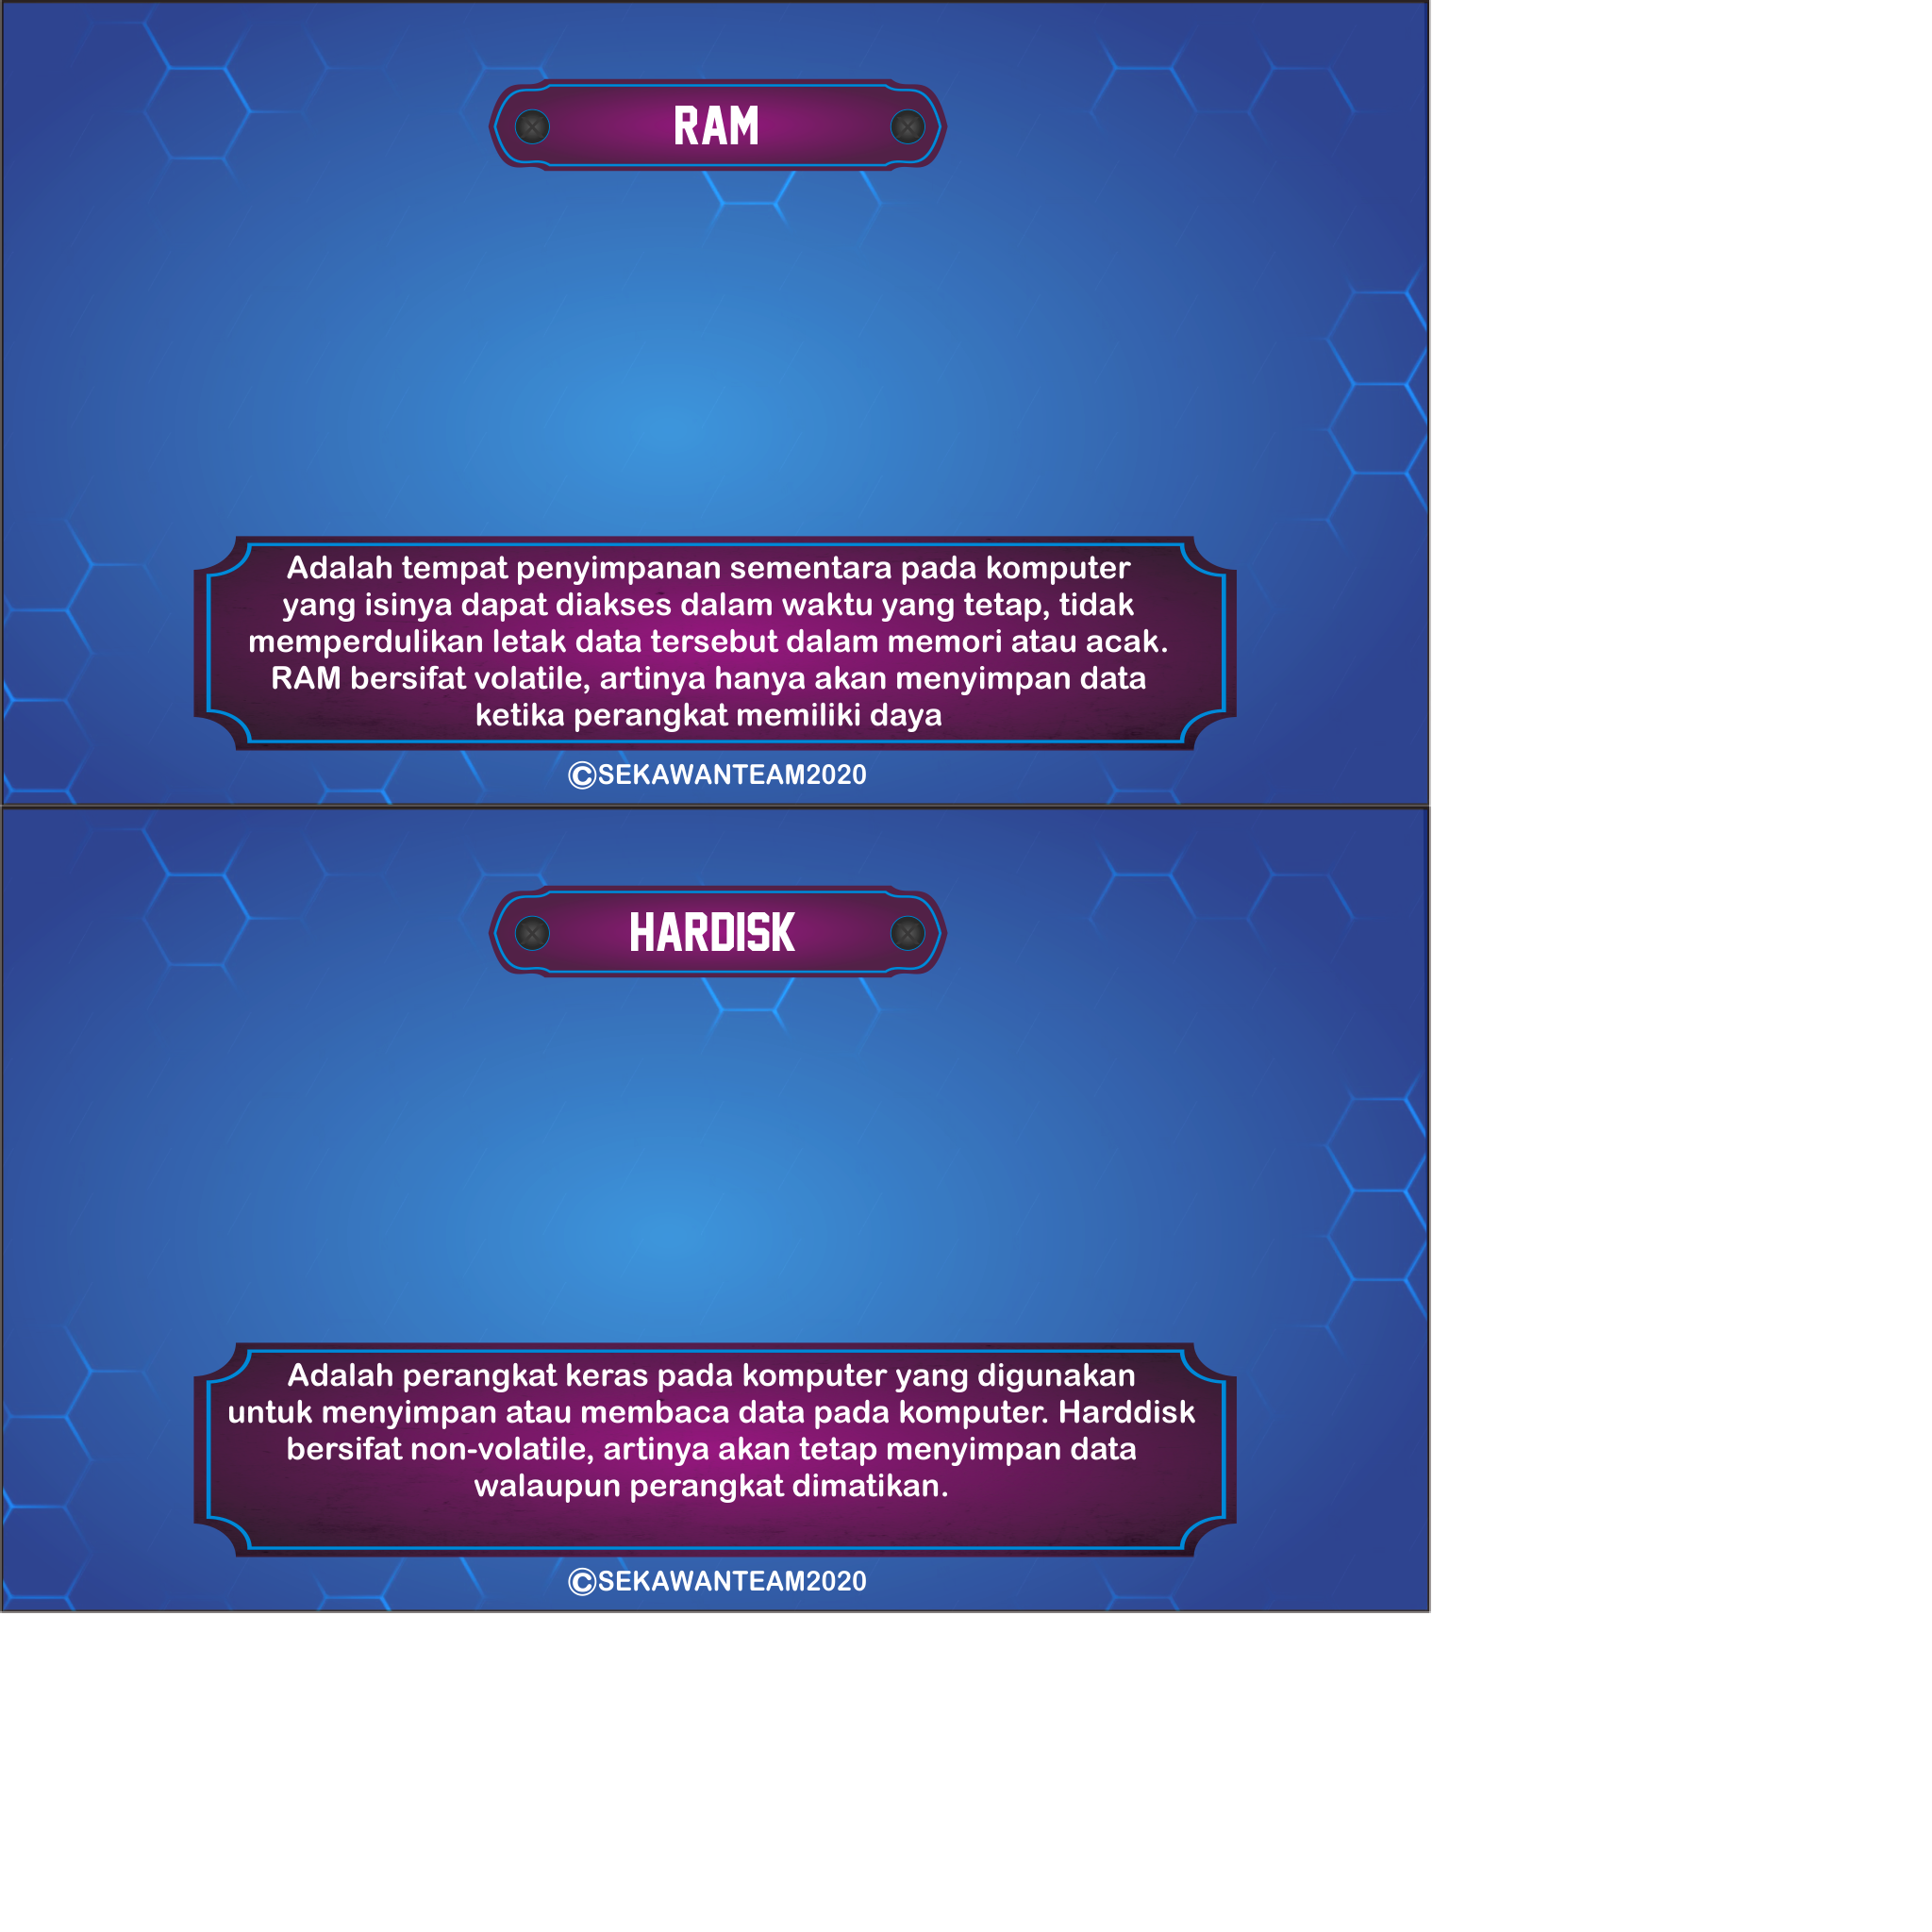 RAM
Adalah tempat penyimpanan sementara pada komputer
yang isinya dapat diakses dalam waktu yang tetap, tidak
memperdulikan letak data tersebut dalam memori atau acak.
RAM bersifat volatile, artinya hanya akan menyimpan data
ketika perangkat memiliki daya
©SEKAWANTEAM2020
HARDISK
Adalah perangkat keras pada komputer yang digunakan
untuk menyimpan atau membaca data pada komputer. Harddisk
bersifat non-volatile, artinya akan tetap menyimpan data
walaupun perangkat dimatikan.
©SEKAWANTEAM2020